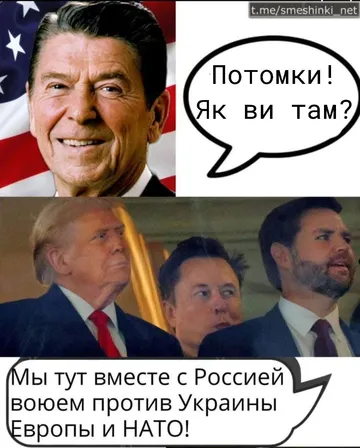 t.me/smeshinki_net
Потомки!
Як ви там?
Мы тут вместе с Россией
воюем против Украины
Европы и НАТО!